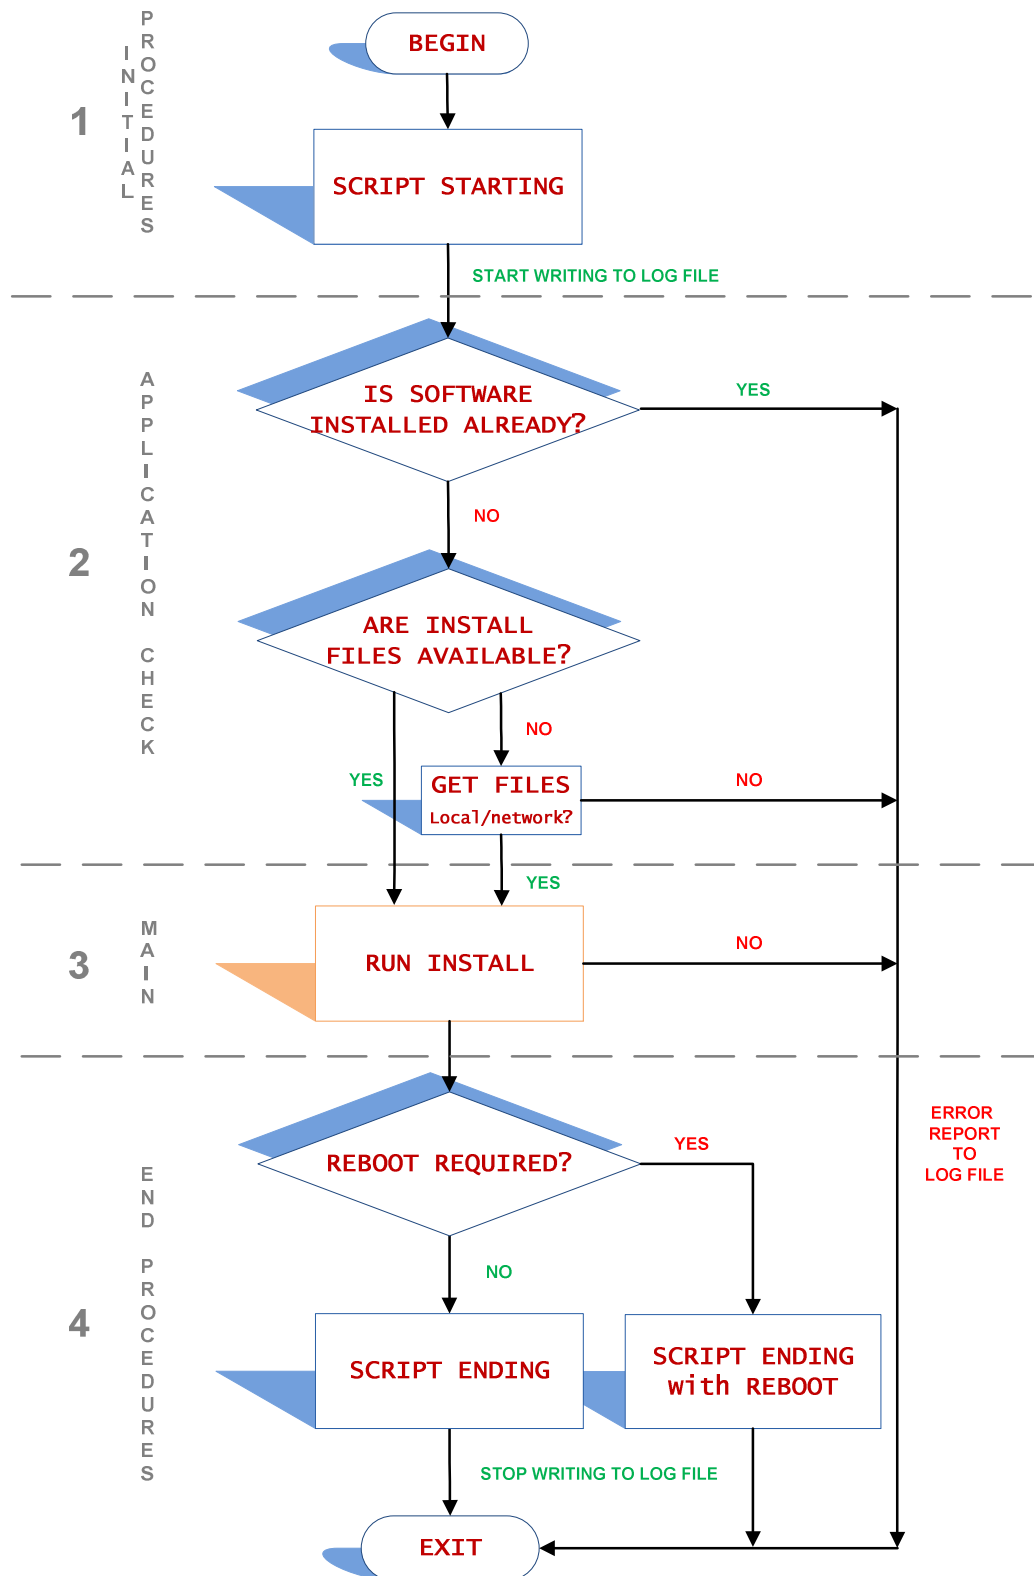 1
INITIAL
PROCEDURES
BEGIN
SCRIPT STARTING
START WRITING TO LOG FILE
2
APPLICATION CHECK
IS SOFTWARE
INSTALLED ALREADY?
YES
NO
ARE INSTALL
FILES AVAILABLE?
NO
YES
GET FILES
Local/network?
NO
YES
3
MAIN
RUN INSTALL
NO
4
END PROCEDURES
REBOOT REQUIRED?
YES
ERROR
REPORT
TO
LOG FILE
NO
SCRIPT ENDING
SCRIPT ENDING
with REBOOT
STOP WRITING TO LOG FILE
EXIT